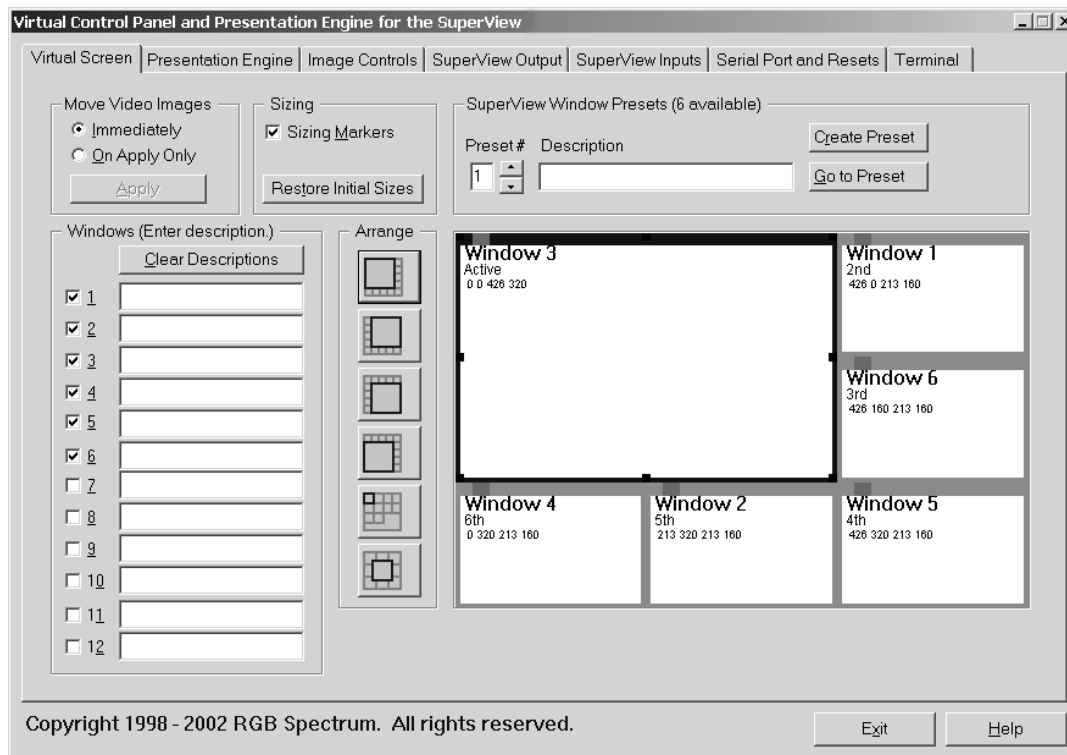 Virtual Control Panel and Presentation Engine for the SuperView
Virtual Screen
Presentation Engine
Image Controls
SuperView Output
SuperView Inputs
Serial Port and Resets
Terminal
Move Video Images
Immediately
On Apply Only
Apply
Sizing
Sizing Markers
Restore Initial Sizes
SuperView Window Presets (6 available)
Preset # Description
1
Create Preset
Go to Preset
Windows (Enter description.)
Clear Descriptions
1
2
3
4
5
6
7
8
9
10
11
12
Arrange
Window 3
Active
0 0 426 320
Window 1
2nd
426 0 213 160
Window 6
3rd
426 160 213 160
Window 4
6th
0 320 213 160
Window 2
5th
213 320 213 160
Window 5
4th
426 320 213 160
Copyright 1998 - 2002 RGB Spectrum. All rights reserved.
Exit
Help